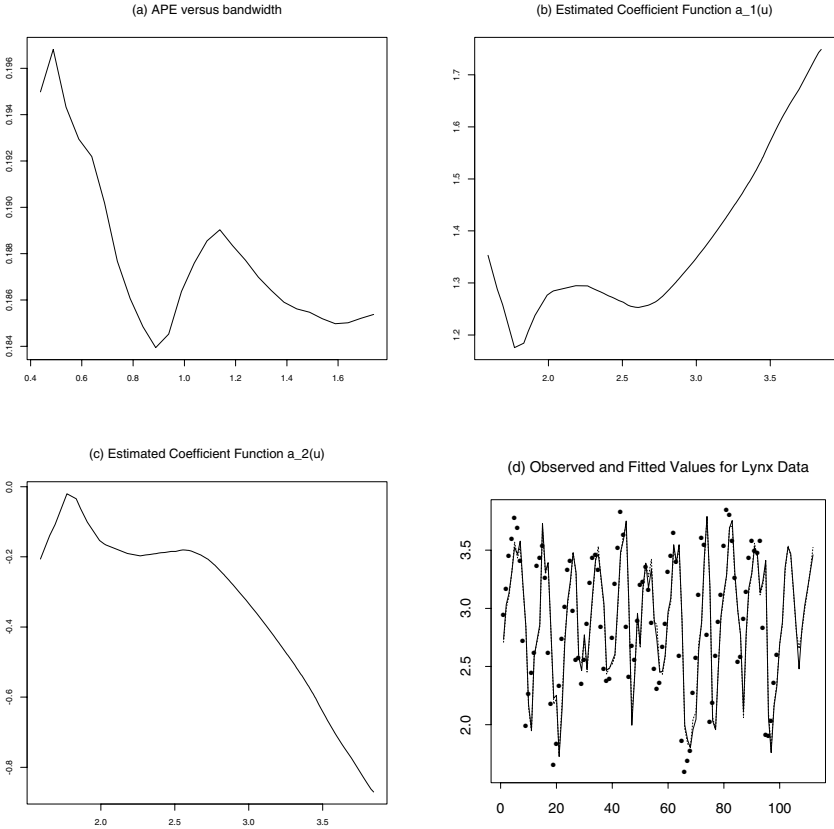 (a) APE versus bandwidth
0.196
0.194
0.192
0.190
0.188
0.186
0.184
0.4 0.6 0.8 1.0 1.2 1.4 1.6
(b) Estimated Coefficient Function a_1(u)
1.7
1.6
1.5
1.4
1.3
1.2
2.0 2.5 3.0 3.5
(c) Estimated Coefficient Function a_2(u)
0.0
-0.2
-0.4
-0.6
-0.8
2.0 2.5 3.0 3.5
(d) Observed and Fitted Values for Lynx Data
3.5
3.0
2.5
2.0
0 20 40 60 80 100